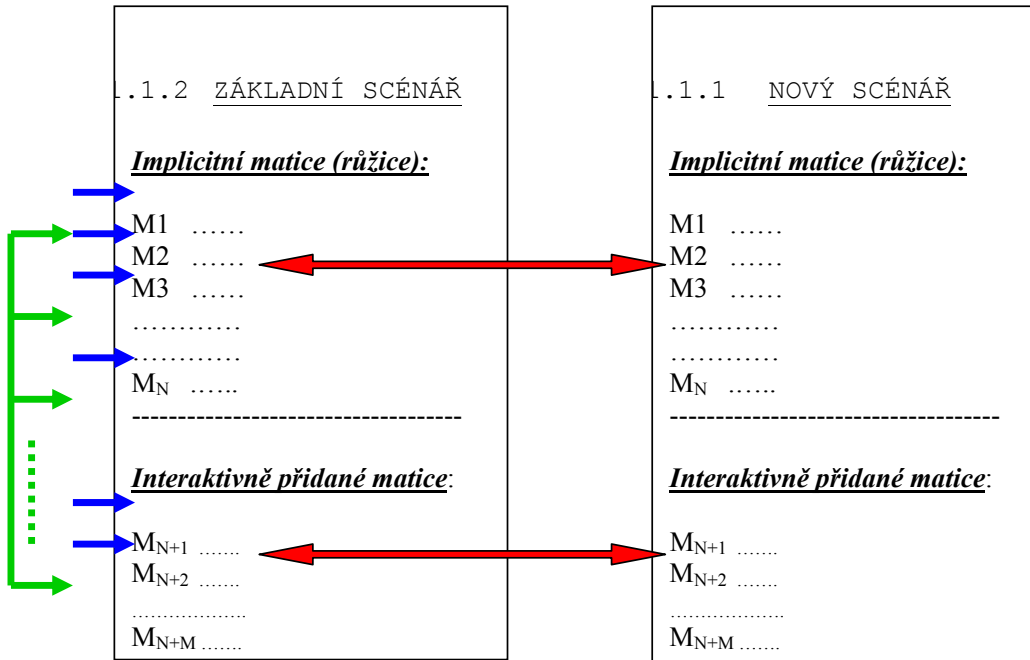 1.1.2 ZÁKLADNÍ SCÉNÁŘ
Implicitní matice (růžice):
M1 ……
M2 ……
M3 ……
…………
…………
MN ……
------------------------------------
Interaktivně přidané matice:
MN+1 …….
MN+2 …….
……………….
MN+M …….
1.1.1 NOVÝ SCÉNÁŘ
Implicitní matice (růžice):
M1 ……
M2 ……
M3 ……
…………
…………
MN ……
------------------------------------
Interaktivně přidané matice:
MN+1 …….
MN+2 …….
……………….
MN+M …….